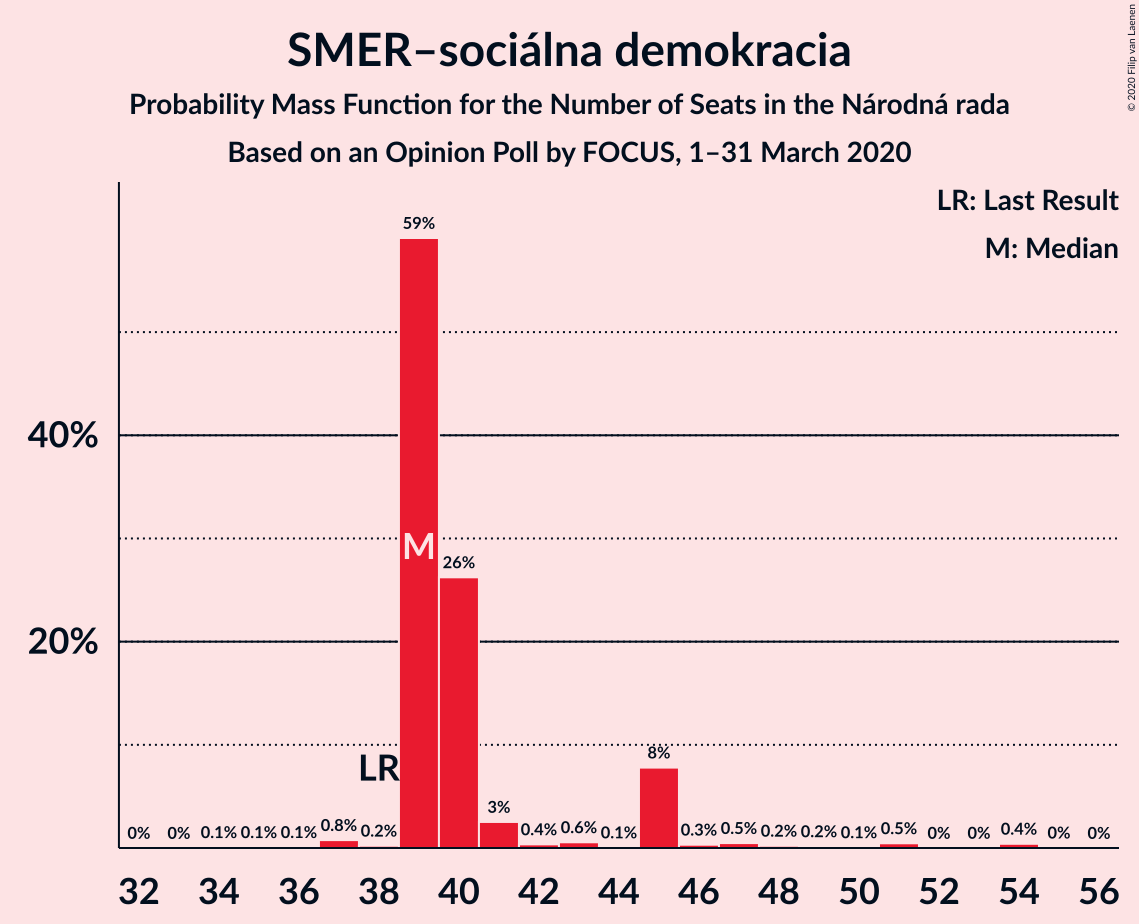 SMER–sociálna demokracia
Probability Mass Function for the Number of Seats in the Národná rada
Based on an Opinion Poll by FOCUS, 1–31 March 2020
© 2020 Filip van Laenen
LR: Last Result
M: Median
40%
20%
0% 0% 0.1% 0.1% 0.1% 0.8% 0.2% 59% 26% 3% 0.4% 0.6% 0.1% 8% 0.3% 0.5% 0.2% 0.2% 0.1% 0.5% 0% 0% 0.4% 0% 0%
M
LR
32 34 36 38 40 42 44 46 48 50 52 54 56